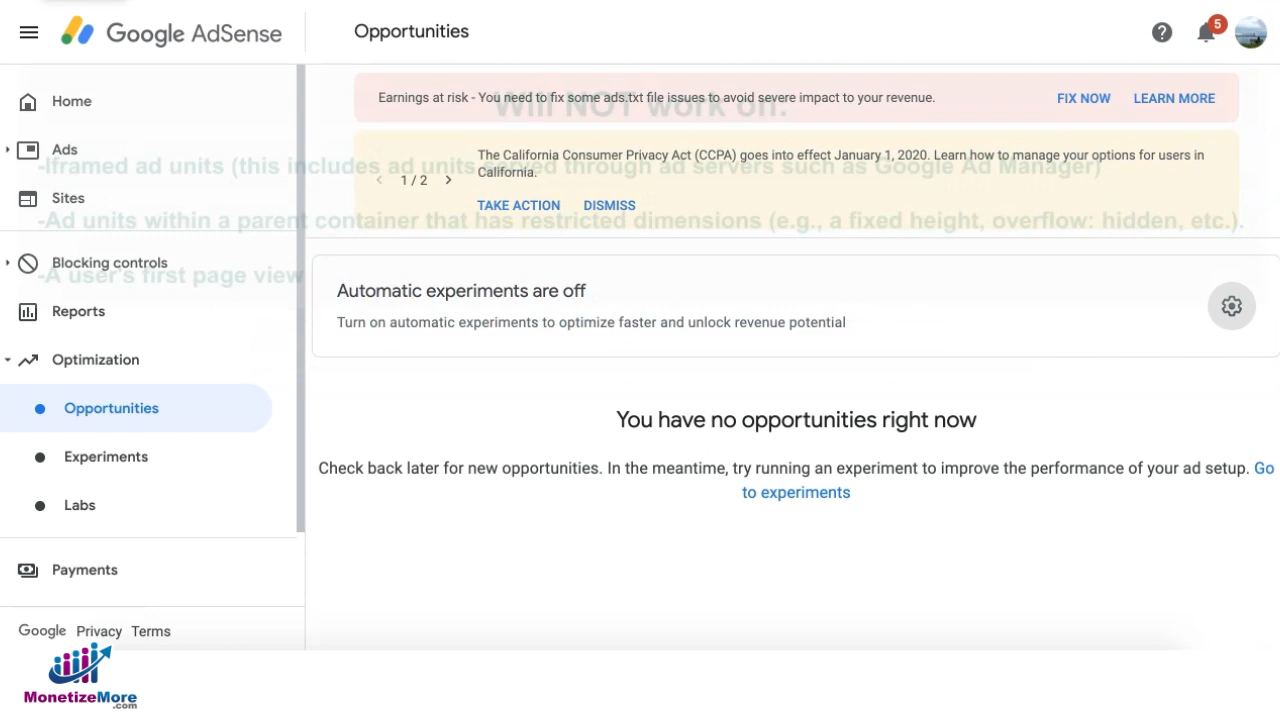 Google AdSense
Opportunities
5
Home
Ads
Sites
Blocking controls
Reports
Optimization
Opportunities
Experiments
Labs
Payments
Google Privacy Terms
MonetizeMore
.com
Will NOT work on:
Earnings at risk - You need to fix some ads.txt file issues to avoid severe impact to your revenue.
FIX NOW
LEARN MORE
-Iframed ad units (this includes ad units served through ad servers such as Google Ad Manager)
The California Consumer Privacy Act (CCPA) goes into effect January 1, 2020. Learn how to manage your options for users in
California.
1 / 2
TAKE ACTION
DISMISS
-Ad units within a parent container that has restricted dimensions (e.g., a fixed height, overflow: hidden, etc.).
-A user's first page view
Automatic experiments are off
Turn on automatic experiments to optimize faster and unlock revenue potential
You have no opportunities right now
Check back later for new opportunities. In the meantime, try running an experiment to improve the performance of your ad setup. Go
to experiments